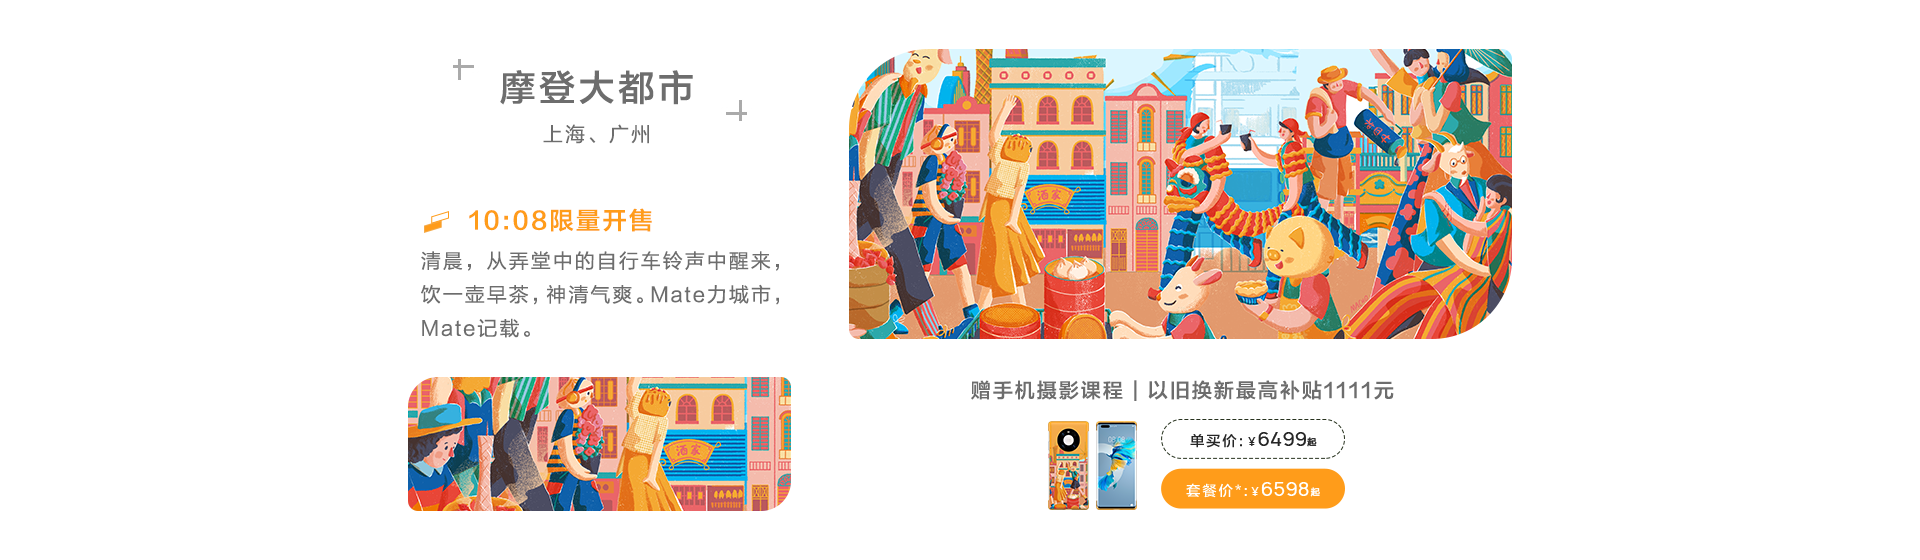 摩登大都市
上海、广州
10:08限量开售
清晨，从弄堂中的自行车铃声中醒来，
饮一壶早茶，神清气爽。Mate力城市，
Mate记载。
酒家
酒家
赠手机摄影课程 | 以旧换新最高补贴1111元
08:08
单买价：¥6499起
套餐价*：¥6598起